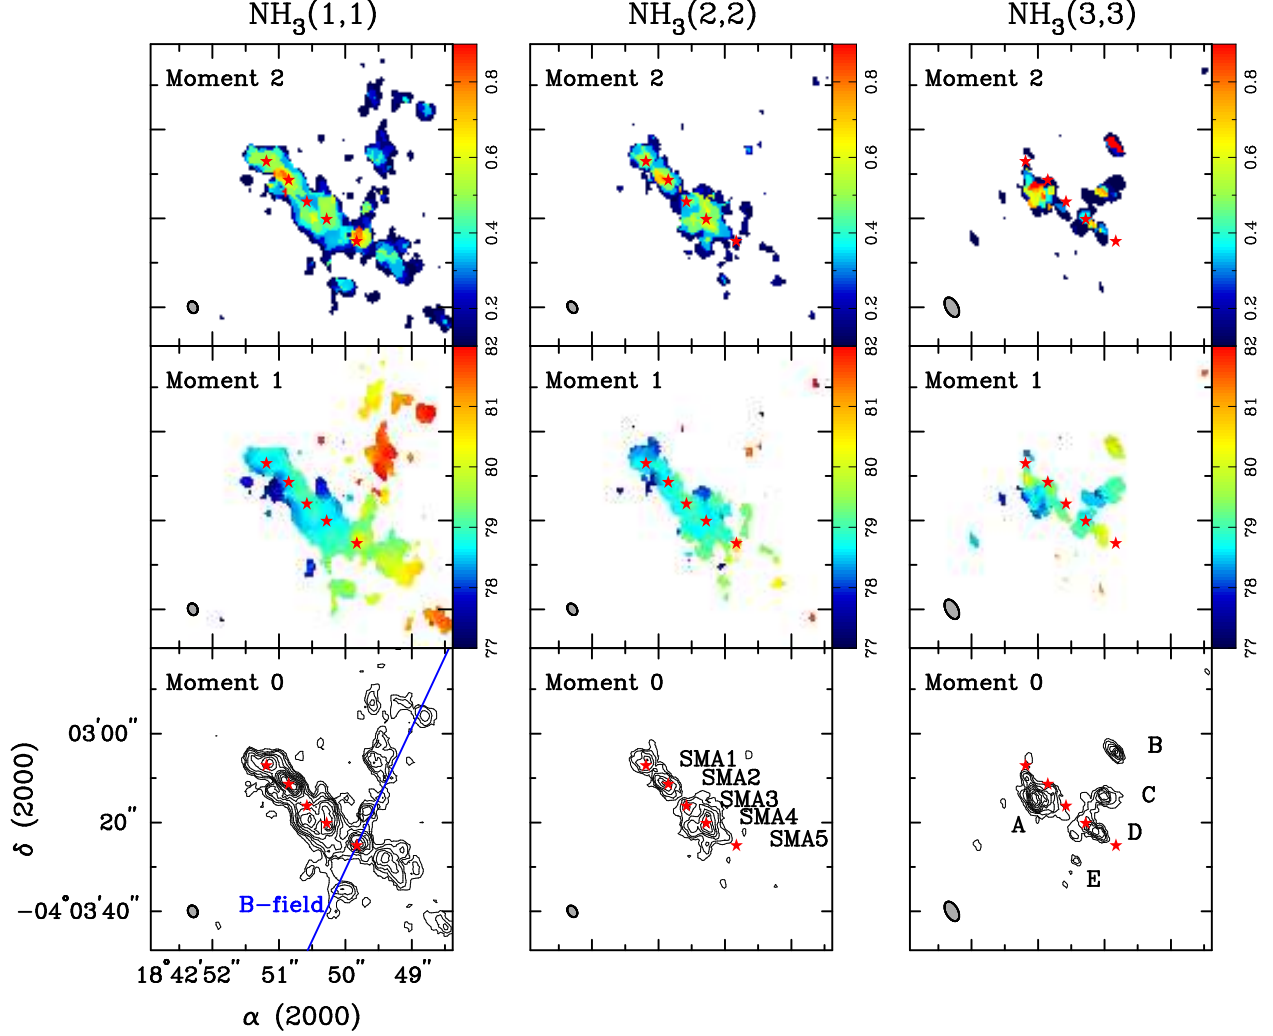 NH3(1,1) NH3(2,2) NH3(3,3)
Moment 2 Moment 2 Moment 2
0.8 0.8 0.8
0.6 0.6 0.6
0.4 0.4 0.4
0.2 0.2 0.2
82 82 82
Moment 1 Moment 1 Moment 1
81 81 81
80 80 80
79 79 79
78 78 78
77 77 77
Moment 0 Moment 0 Moment 0
03'00"
B
SMA1
SMA2
C
SMA3
20"
SMA4
A
D
SMA5
E
B-field
−04°03'40"
δ (2000)
18°42'52" 51" 50" 49"
α (2000)